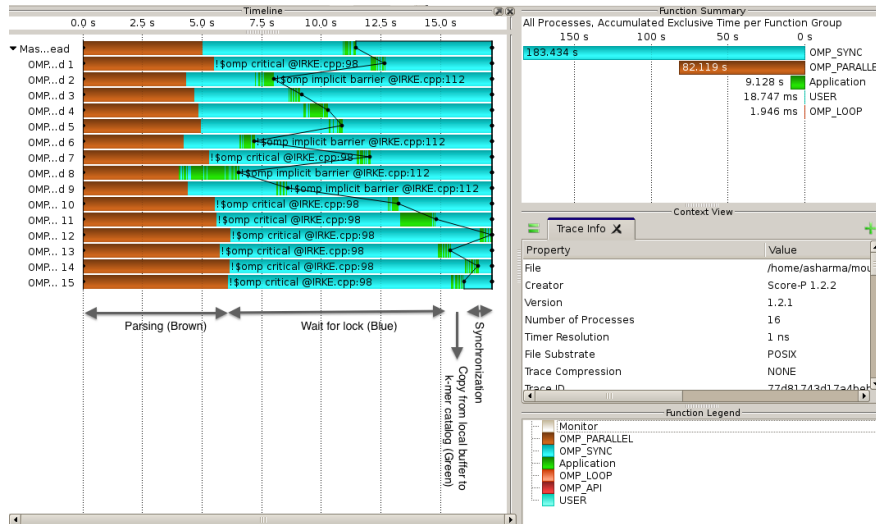 Timeline
0.0 s 2.5 s 5.0 s 7.5 s 10.0 s 12.5 s 15.0 s
Mas...ead
OMP...d 1 !$omp critical @IRKE.cpp:98
OMP...d 2 !$omp implicit barrier @IRKE.cpp:112
OMP...d 3
OMP...d 4
OMP...d 5
OMP...d 6 !$omp implicit barrier @IRKE.cpp:112
OMP...d 7 !$omp critical @IRKE.cpp:98
OMP...d 8 !$omp implicit barrier @IRKE.cpp:112
OMP...d 9 !$omp implicit barrier @IRKE.cpp:112
OMP... 10 !$omp critical @IRKE.cpp:98
OMP... 11 !$omp critical @IRKE.cpp:98
OMP... 12 !$omp critical @IRKE.cpp:98
OMP... 13 !$omp critical @IRKE.cpp:98
OMP... 14 !$omp critical @IRKE.cpp:98
OMP... 15 !$omp critical @IRKE.cpp:98
Parsing (Brown)
Wait for lock (Blue)
Copy from local buffer to
k-mer catalog (Green)
Synchronization
Function Summary
All Processes, Accumulated Exclusive Time per Function Group
150 s 100 s 50 s 0 s
183.434 s OMP_SYNC
82.119 s OMP_PARALLE
9.128 s Application
18.747 ms USER
1.946 ms OMP_LOOP
Context View
Trace Info
Property Value
File /home/asharma/mou
Creator Score-P 1.2.2
Version 1.2.1
Number of Processes 16
Timer Resolution 1 ns
File Substrate POSIX
Trace Compression NONE
Trace ID
Function Legend
Monitor
OMP_PARALLEL
OMP_SYNC
Application
OMP_LOOP
OMP_API
USER